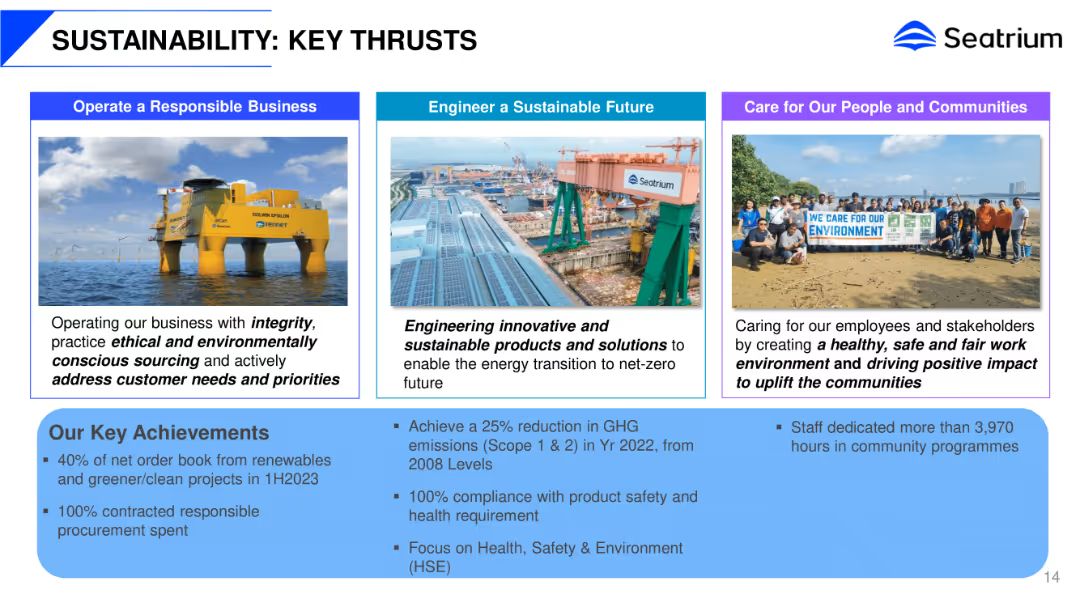 SUSTAINABILITY: KEY THRUSTS
Seatrium
Operate a Responsible Business
DOLWIN EPSILON
TENNET
Operating our business with integrity,
practice ethical and environmentally
conscious sourcing and actively
address customer needs and priorities
Engineer a Sustainable Future
Seatrium
Engineering innovative and
sustainable products and solutions to
enable the energy transition to net-zero
future
Care for Our People and Communities
WE CARE FOR OUR
ENVIRONMENT
Caring for our employees and stakeholders
by creating a healthy, safe and fair work
environment and driving positive impact
to uplift the communities
Our Key Achievements
▪ 40% of net order book from renewables
and greener/clean projects in 1H2023
▪ 100% contracted responsible
procurement spent
▪ Achieve a 25% reduction in GHG
emissions (Scope 1 & 2) in Yr 2022, from
2008 Levels
▪ 100% compliance with product safety and
health requirement
▪ Focus on Health, Safety & Environment
(HSE)
▪ Staff dedicated more than 3,970
hours in community programmes
14